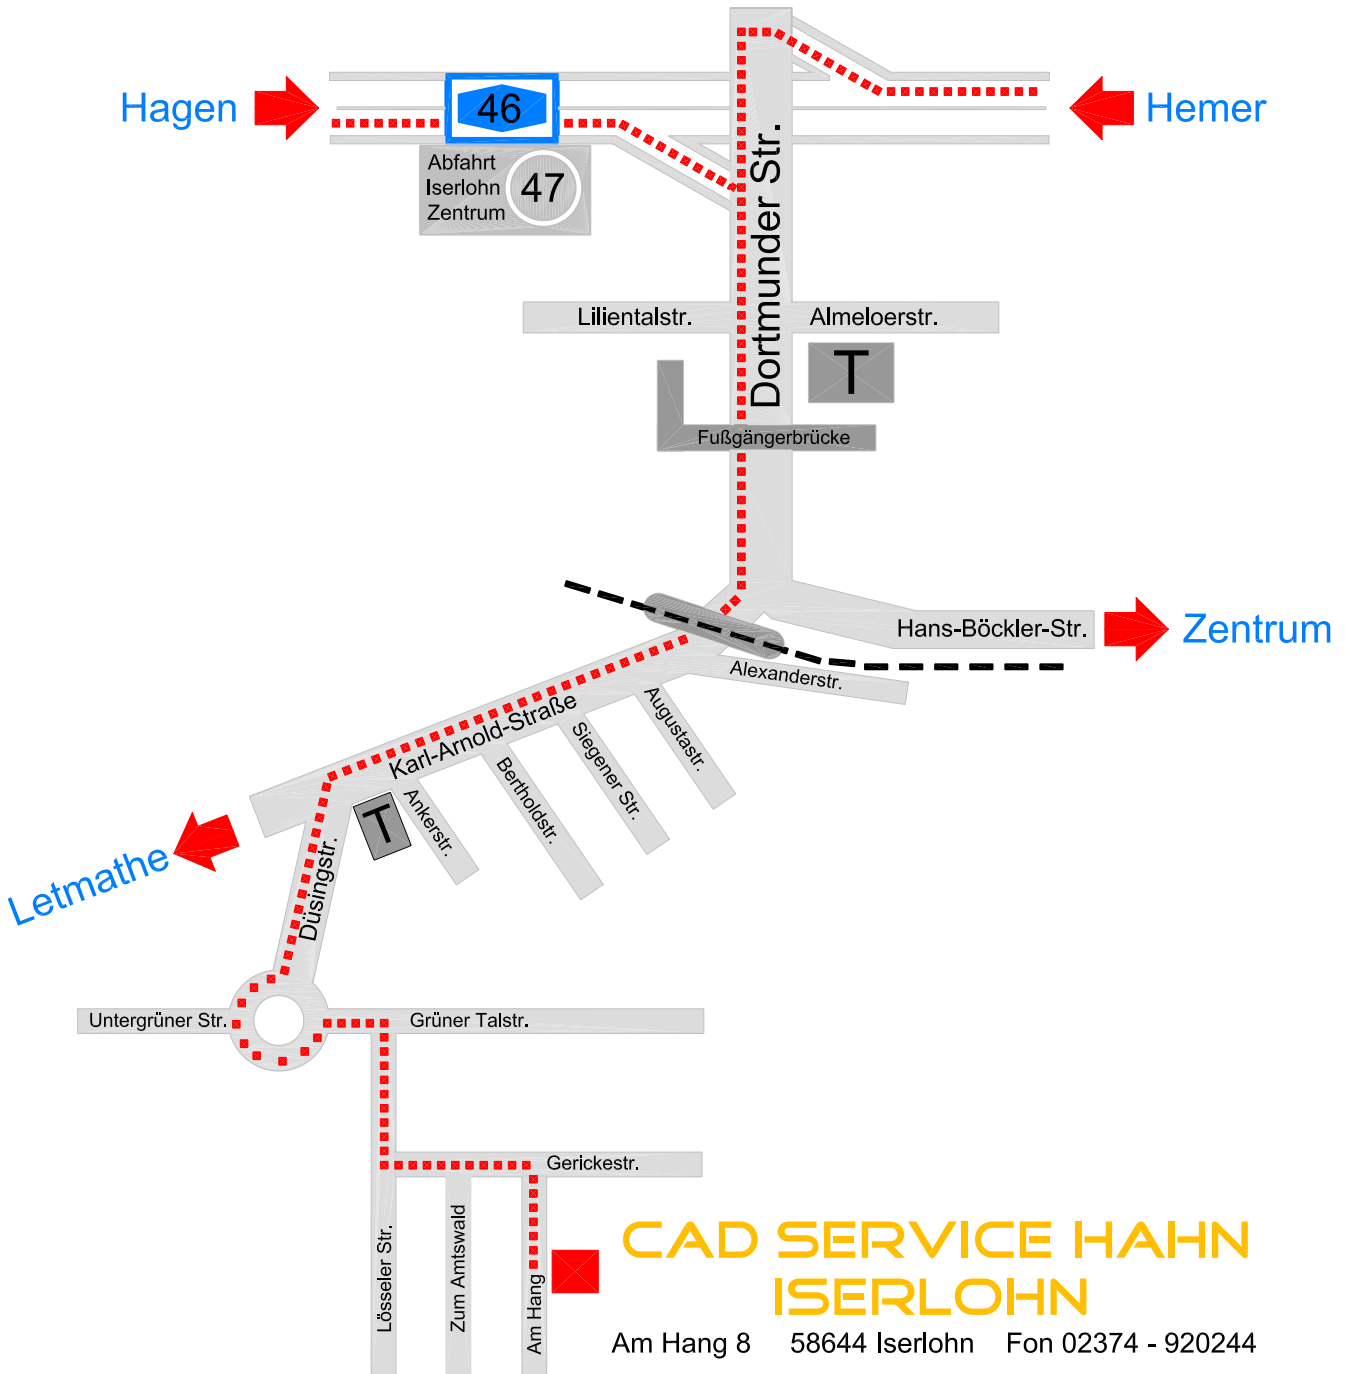 Hagen
46
Hemer
Abfahrt
Iserlohn
Zentrum
47
Dortmunder Str.
Lilientalstr.
Almeloerstr.
T
Fußgängerbrücke
Hans-Böckler-Str.
Zentrum
Alexanderstr.
Augustastr.
Karl-Arnold-Straße
Siegener Str.
Bertholdstr.
Ankerstr.
T
Letmathe
Düsingstr.
Untergrüner Str.
Grüner Talstr.
Gerickestr.
Lösseler Str.
Zum Amtswald
Am Hang
CAD SERVICE HAHN
ISERLOHN
Am Hang 8 58644 Iserlohn Fon 02374 - 920244